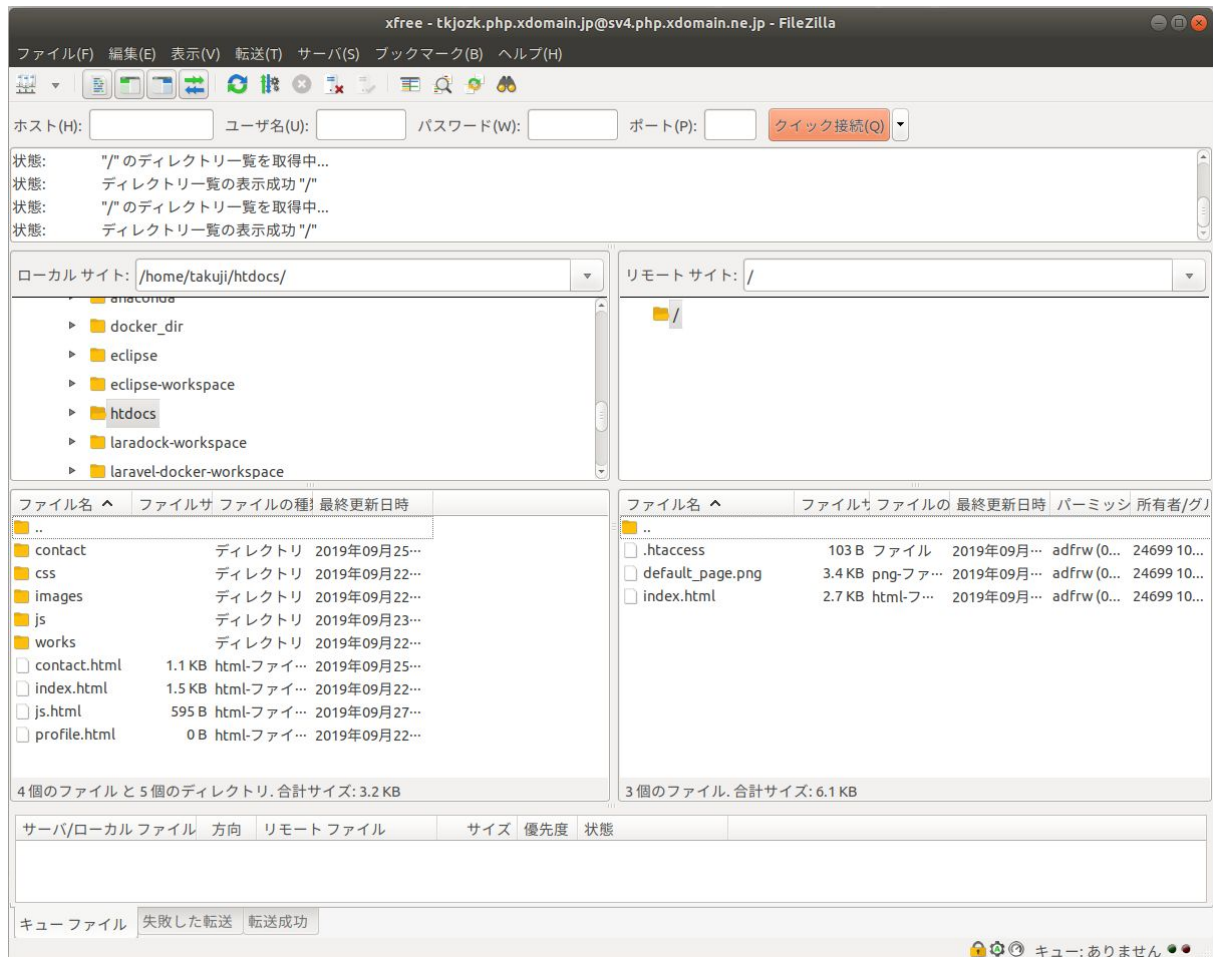 xfree - tkjozk.php.xdomain.jp@sv4.php.xdomain.ne.jp - FileZilla
ファイル(F) 編集(E) 表示(V) 転送(T) サーバ(S) ブックマーク(B) ヘルプ(H)
ホスト(H): ユーザ名(U): パスワード(W): ポート(P): クイック接続(Q)
状態: "/" のディレクトリ一覧を取得中...
状態: ディレクトリ一覧の表示成功 "/"
状態: "/" のディレクトリ一覧を取得中...
状態: ディレクトリ一覧の表示成功 "/"
ローカル サイト: /home/takuji/htdocs/
anaconda
docker_dir
eclipse
eclipse-workspace
htdocs
laradock-workspace
laravel-docker-workspace
リモート サイト: /
/
ファイル名 ファイルサ ファイルの種 最終更新日時
..
contact ディレクトリ 2019年09月25…
css ディレクトリ 2019年09月22…
images ディレクトリ 2019年09月22…
js ディレクトリ 2019年09月23…
works ディレクトリ 2019年09月22…
contact.html 1.1 KB html-ファイ… 2019年09月25…
index.html 1.5 KB html-ファイ… 2019年09月22…
js.html 595 B html-ファイ… 2019年09月27…
profile.html 0 B html-ファイ… 2019年09月22…
4 個のファイル と 5 個のディレクトリ. 合計サイズ: 3.2 KB
ファイル名 ファイルサ ファイルの 最終更新日時 パーミッシ 所有者/グル
..
.htaccess 103 B ファイル 2019年09月… adfrw (0... 24699 10...
default_page.png 3.4 KB png-ファ… 2019年09月… adfrw (0... 24699 10...
index.html 2.7 KB html-フ… 2019年09月… adfrw (0... 24699 10...
3 個のファイル. 合計サイズ: 6.1 KB
サーバ/ローカル ファイル 方向 リモート ファイル サイズ 優先度 状態
キュー ファイル 失敗した転送 転送成功
キュー: ありません